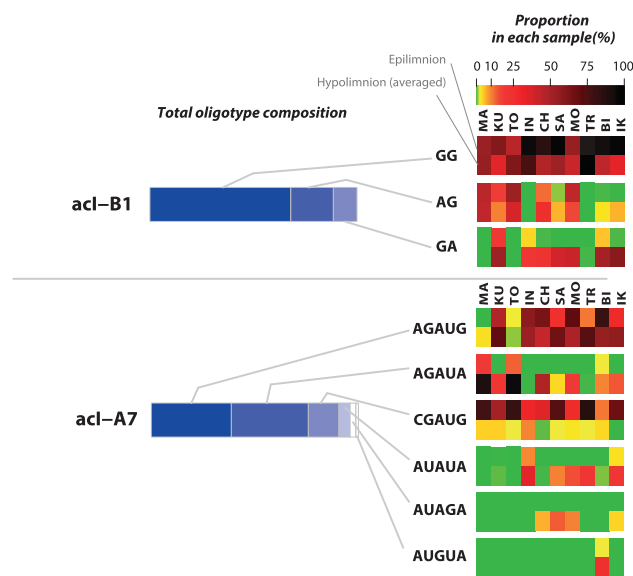 Proportion
in each sample(%)
Epilimnion
0 10 25 50 75 100
Hypolimnion (averaged)
Total oligotype composition
MA KU TO IN CH SA MO TR BI IK
GG
acI−B1
AG
GA
MA KU TO IN CH SA MO TR BI IK
AGAUG
AGAUA
acI−A7
CGAUG
AUAUA
AUAGA
AUGUA